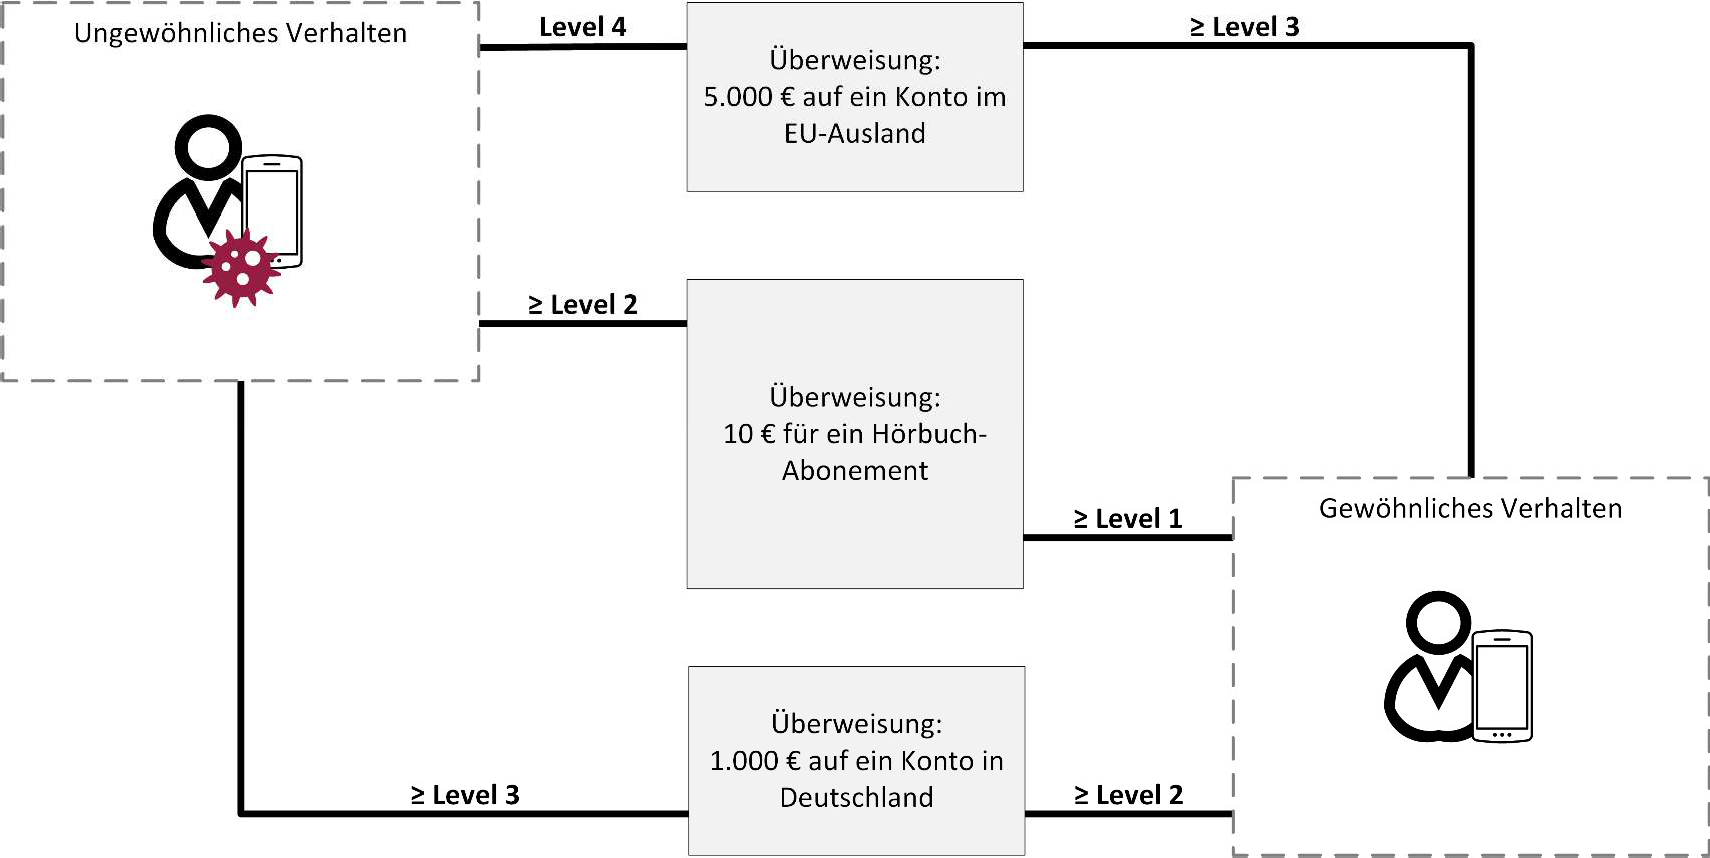 Ungewöhnliches Verhalten
Level 4
Überweisung:
5.000 € auf ein Konto im
EU-Ausland
≥ Level 3
≥ Level 2
Überweisung:
10 € für ein Hörbuch-
Abonement
≥ Level 1
Gewöhnliches Verhalten
≥ Level 3
Überweisung:
1.000 € auf ein Konto in
Deutschland
≥ Level 2